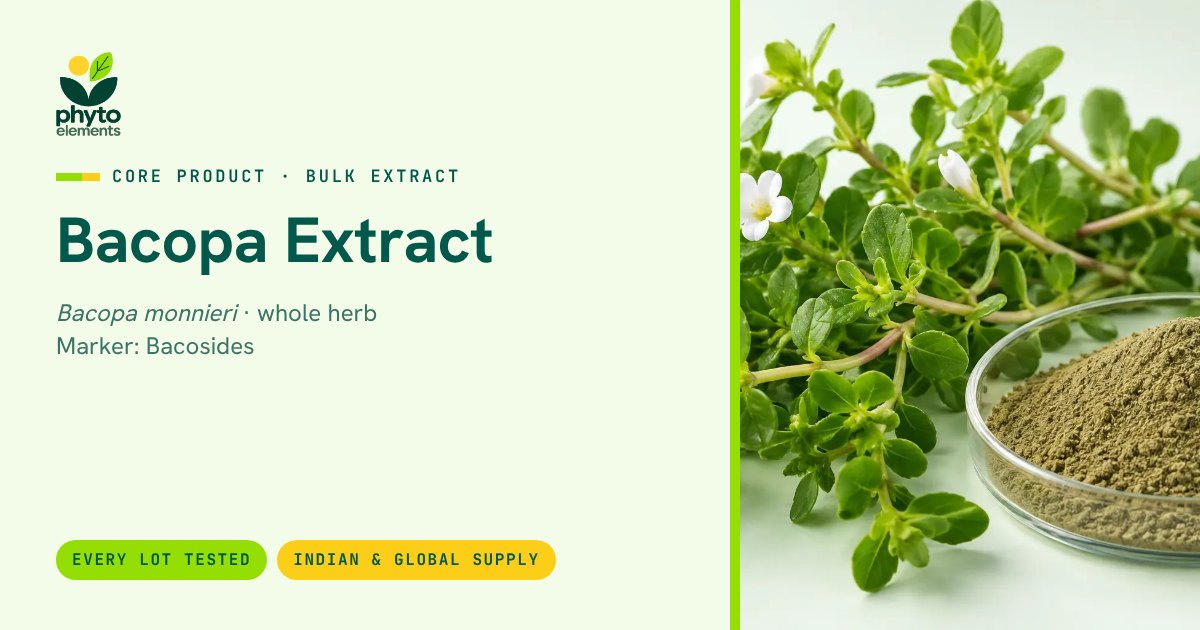 phyto
elements
CORE PRODUCT · BULK EXTRACT
Bacopa Extract
Bacopa monnieri · whole herb
Marker: Bacosides
EVERY LOT TESTED
INDIAN & GLOBAL SUPPLY